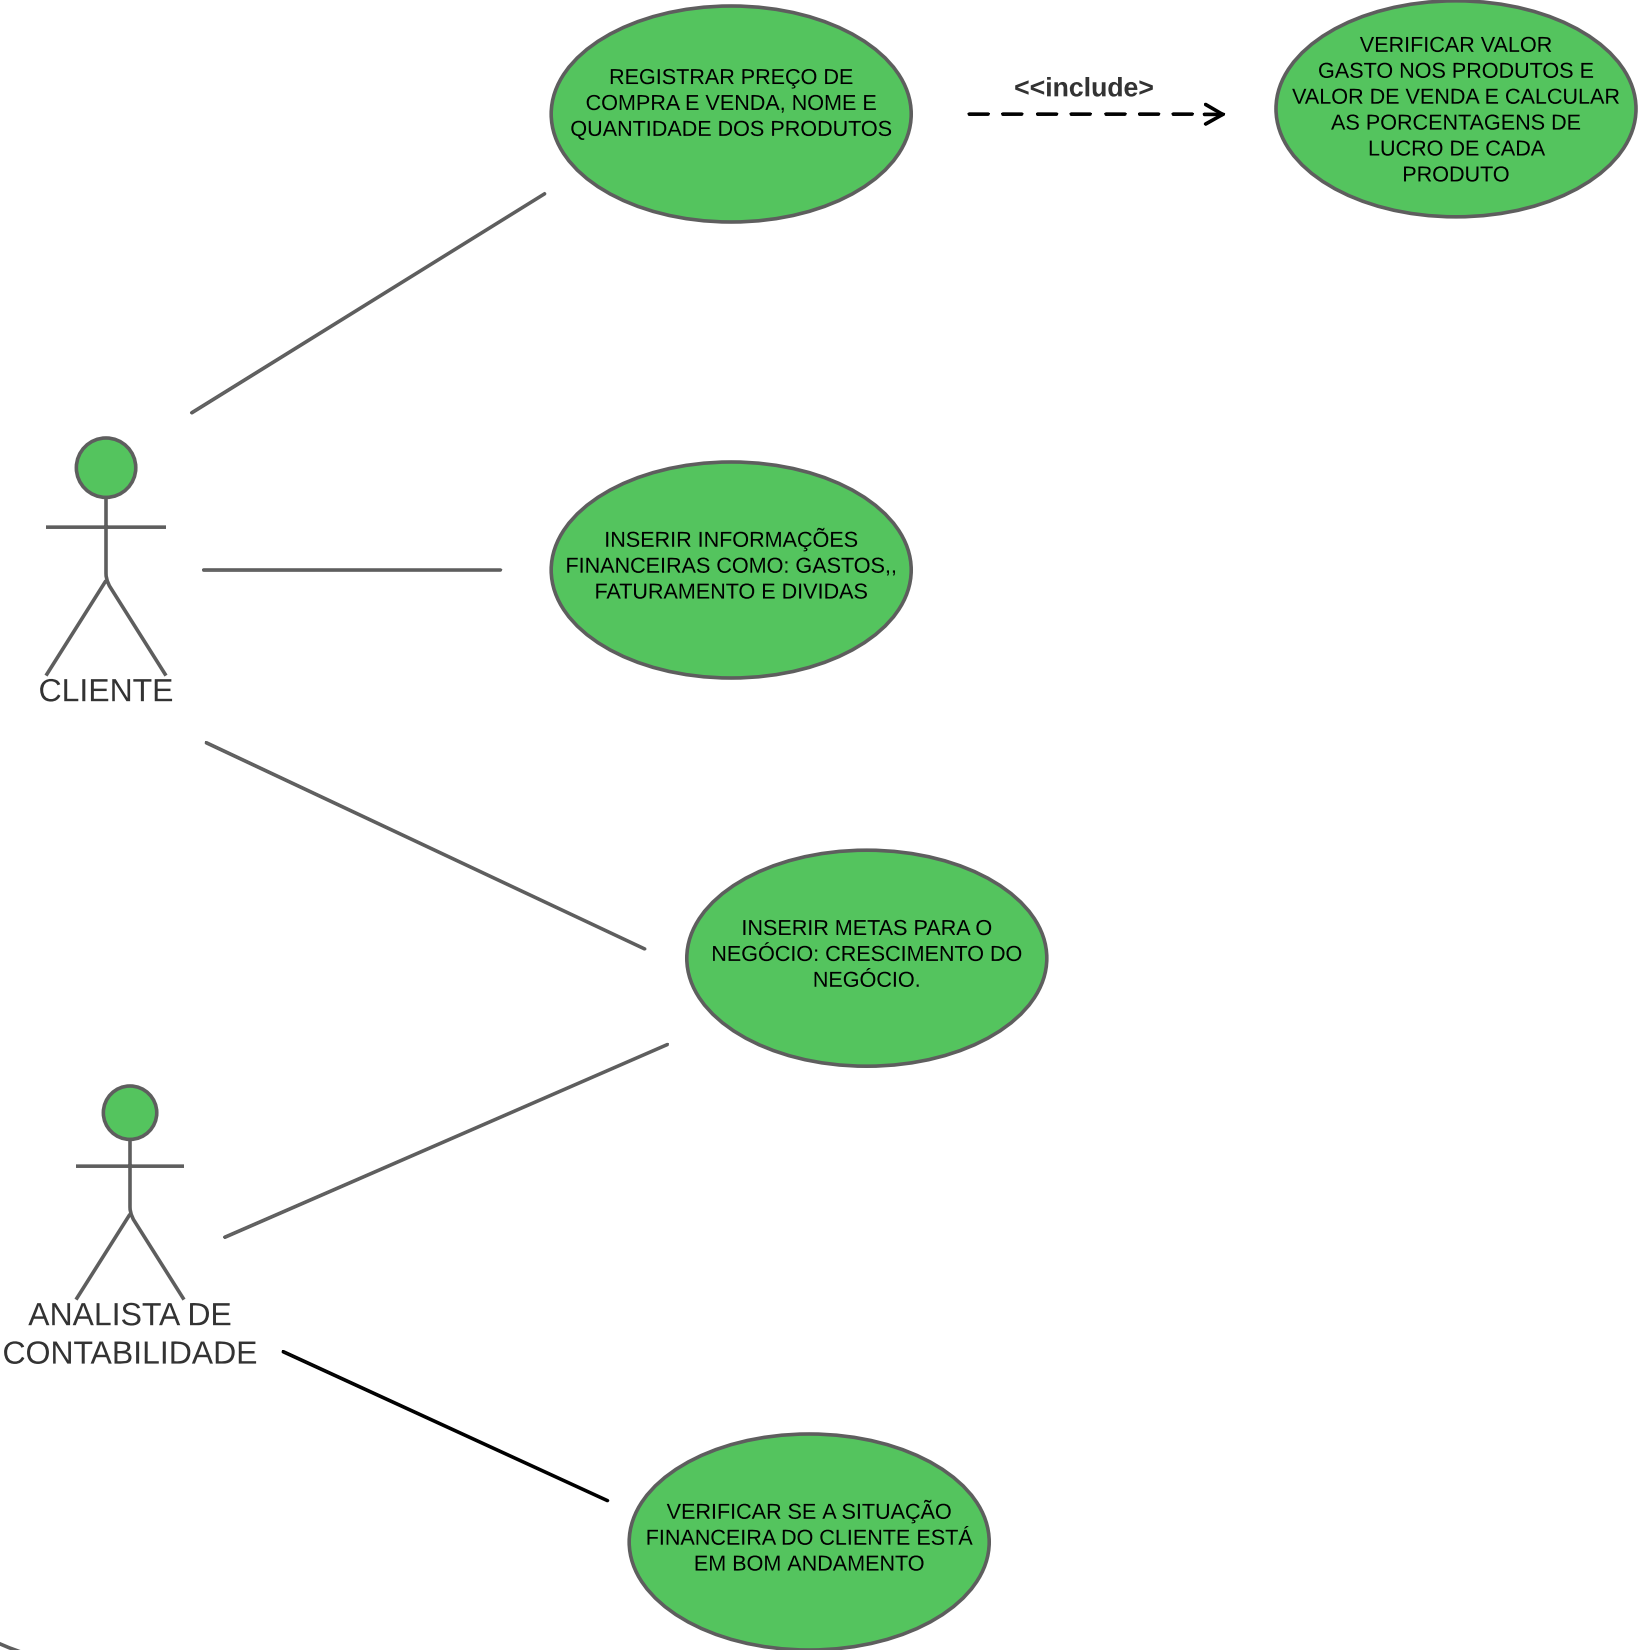 REGISTRAR PREÇO DE
COMPRA E VENDA, NOME E
QUANTIDADE DOS PRODUTOS
<<include>
VERIFICAR VALOR
GASTO NOS PRODUTOS E
VALOR DE VENDA E CALCULAR
AS PORCENTAGENS DE
LUCRO DE CADA
PRODUTO
INSERIR INFORMAÇÕES
FINANCEIRAS COMO: GASTOS,,
FATURAMENTO E DIVIDAS
CLIENTE
INSERIR METAS PARA O
NEGÓCIO: CRESCIMENTO DO
NEGÓCIO.
ANALISTA DE
CONTABILIDADE
VERIFICAR SE A SITUAÇÃO
FINANCEIRA DO CLIENTE ESTÁ
EM BOM ANDAMENTO